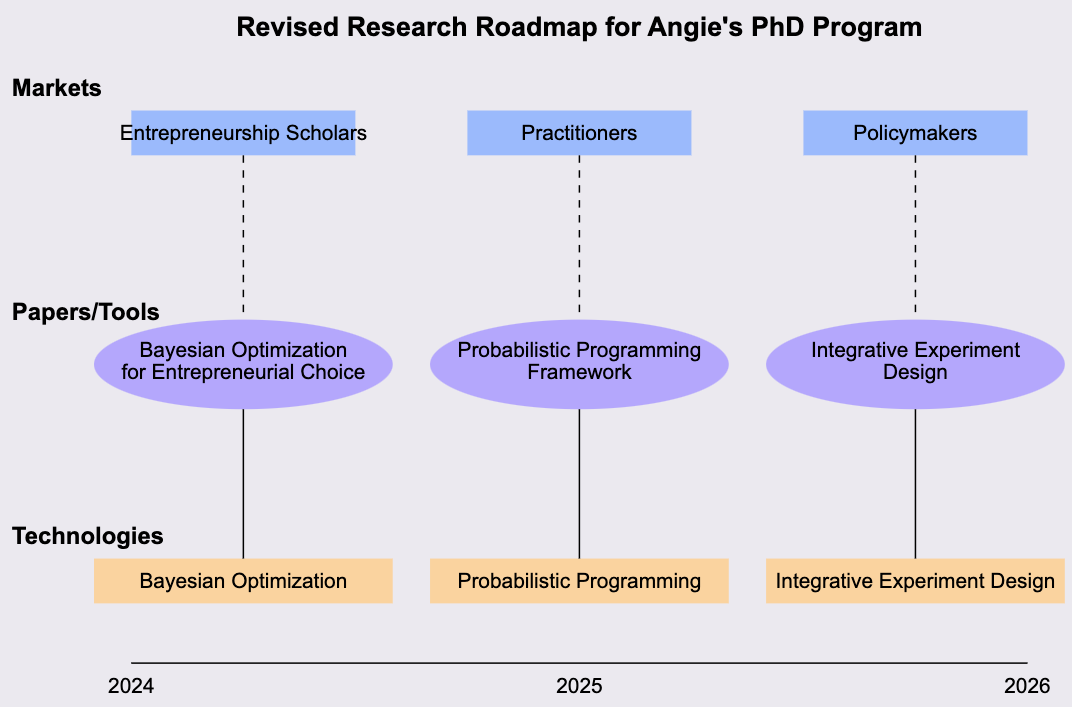 Revised Research Roadmap for Angie's PhD Program
Markets
Entrepreneurship Scholars
Practitioners
Policymakers
Papers/Tools
Bayesian Optimization
for Entrepreneurial Choice
Probabilistic Programming
Framework
Integrative Experiment
Design
Technologies
Bayesian Optimization
Probabilistic Programming
Integrative Experiment Design
2024
2025
2026